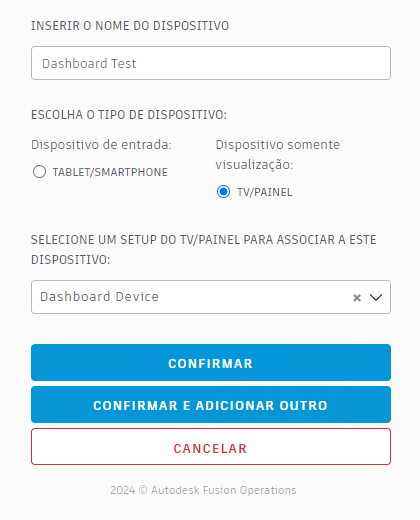 INSERIR O NOME DO DISPOSITIVO
Dashboard Test
ESCOLHA O TIPO DE DISPOSITIVO:
Dispositivo de entrada:
TABLET/SMARTPHONE
Dispositivo somente
visualização:
TV/PAINEL
SELECIONE UM SETUP DO TV/PAINEL PARA ASSOCIAR A ESTE
DISPOSITIVO:
Dashboard Device
CONFIRMAR
CONFIRMAR E ADICIONAR OUTRO
CANCELAR
2024 © Autodesk Fusion Operations